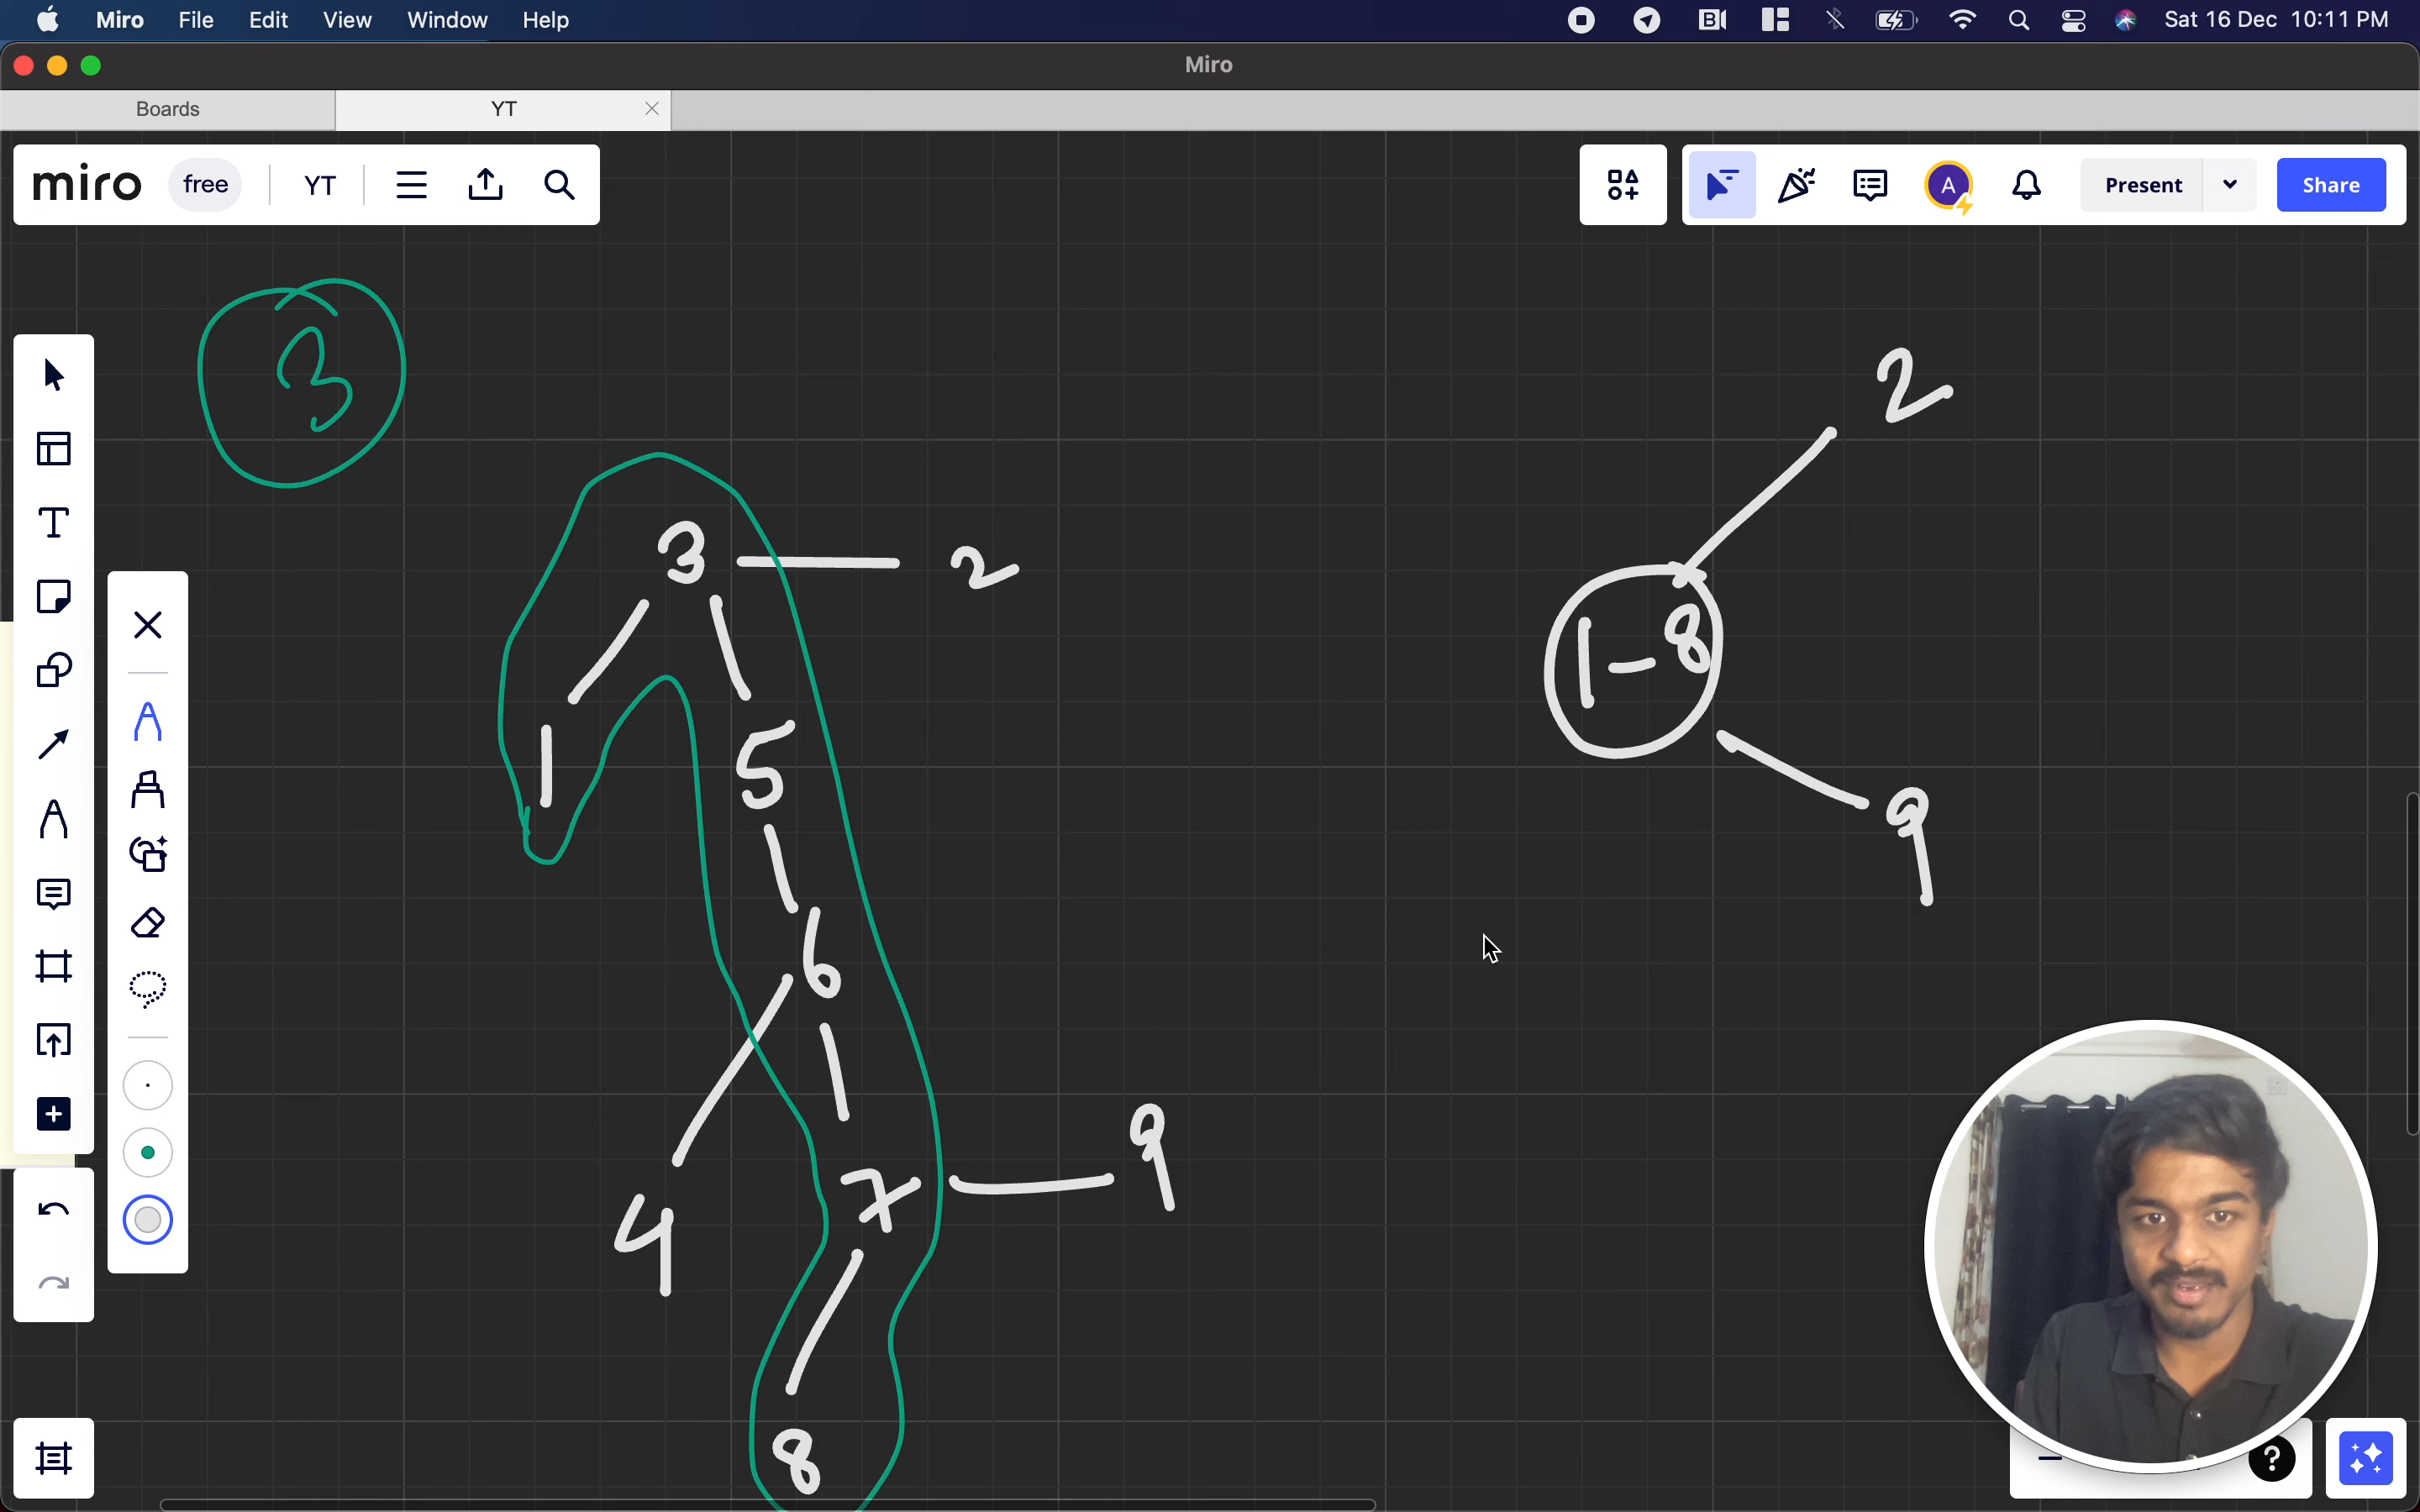 Miro File Edit View Window Help Sat 16 Dec 10:11 PM
Miro
Boards YT
miro free YT A Present Share
3
2
3 2
1-8
1 5
9
6
9
4 7
8
?